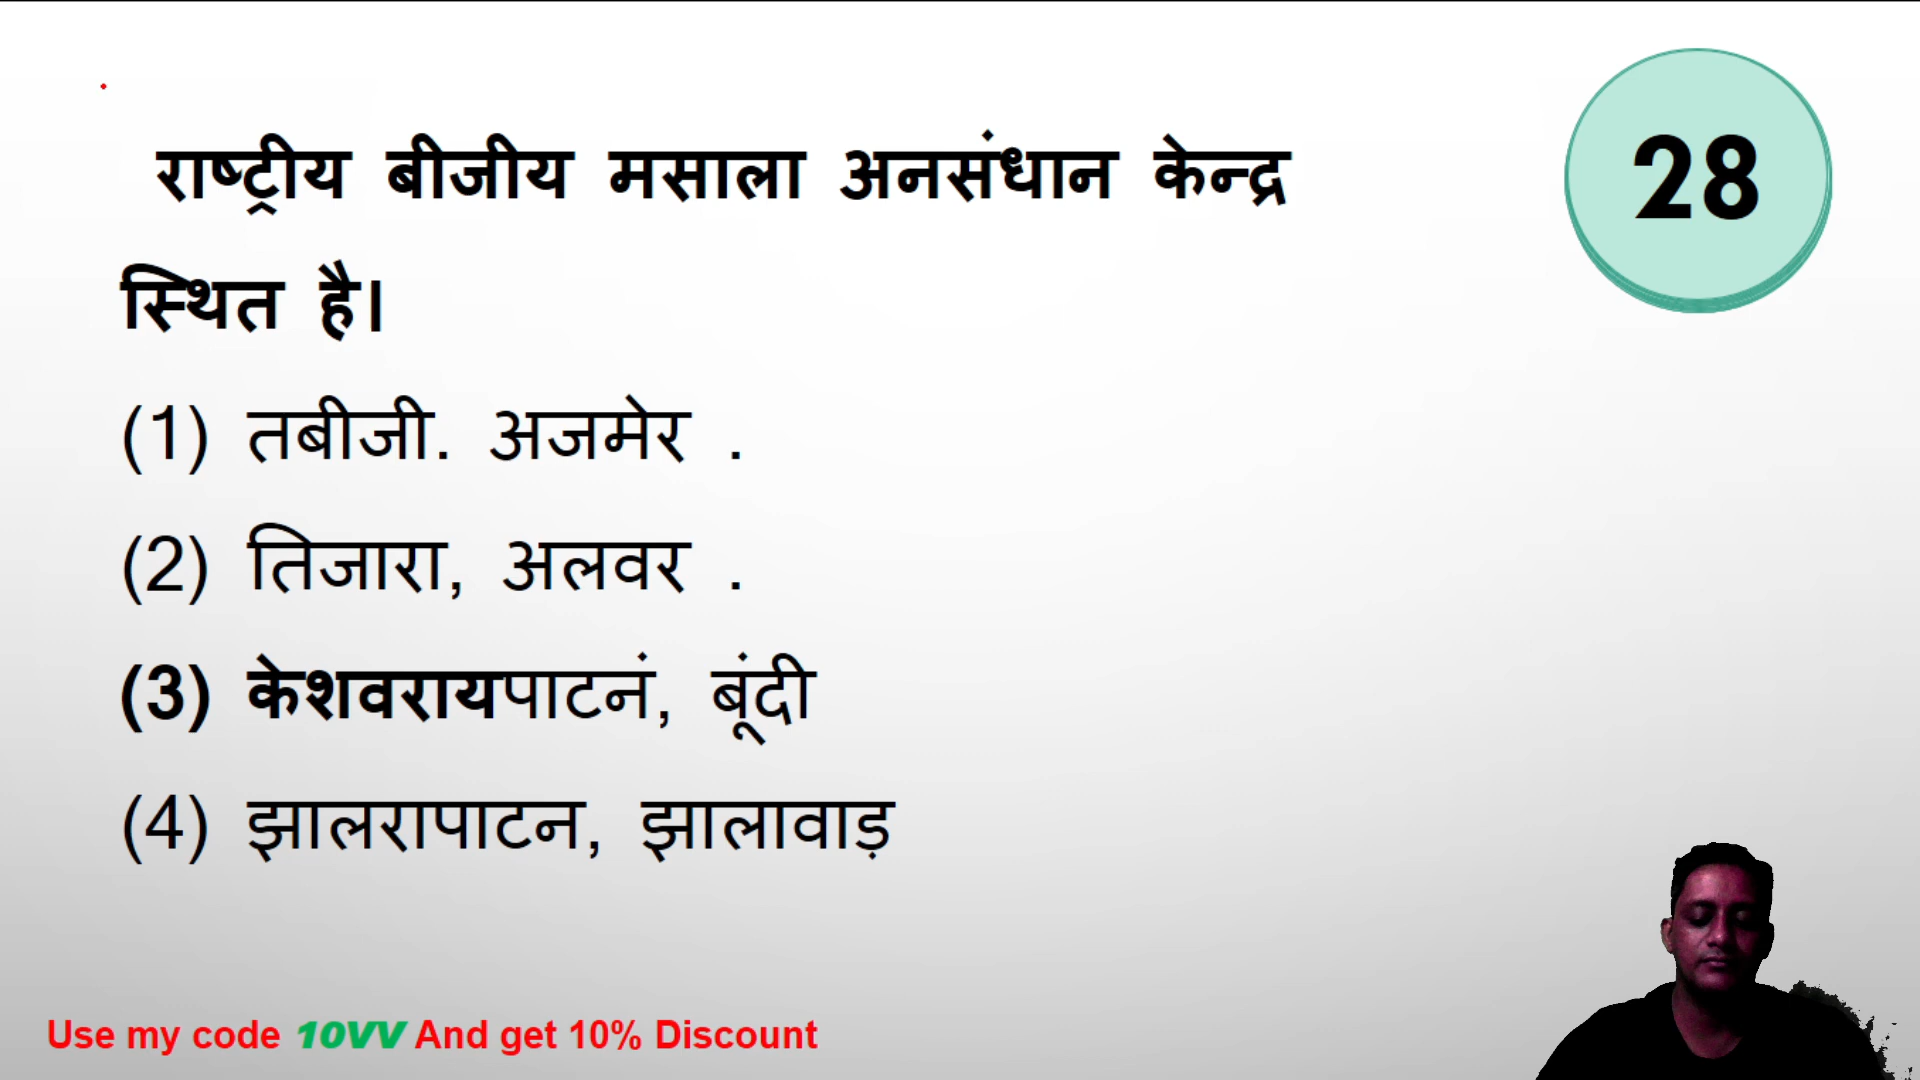 राष्ट्रीय बीजीय मसाला अनसंधान केन्द्र
28
स्थित है।
(1) तबीजी. अजमेर .
(2) तिजारा, अलवर .
(3) केशवरायपाटनं, बूंदी
(4) झालरापाटन, झालावाड़
Use my code 10VV And get 10% Discount